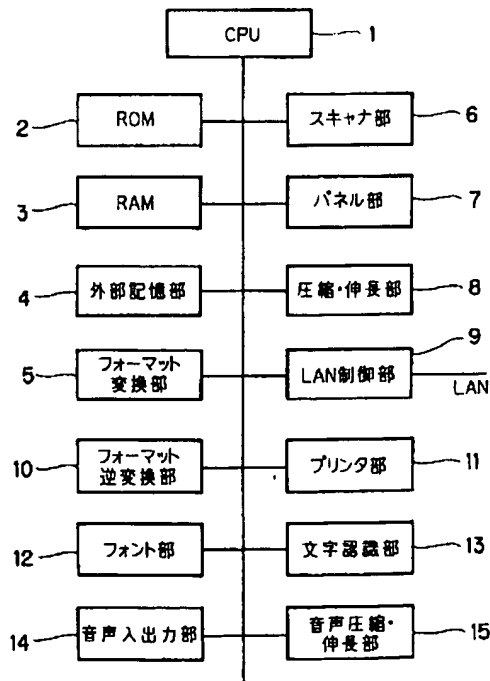 CPU 1
2 ROM
スキャナ部 6
3 RAM
パネル部 7
4 外部記憶部
圧縮・伸長部 8
5 フォーマット
変換部
LAN制御部 9
LAN
10 フォーマット
逆変換部
プリンタ部 11
12 フォント部
文字認識部 13
14 音声入出力部
音声圧縮・
伸長部 15